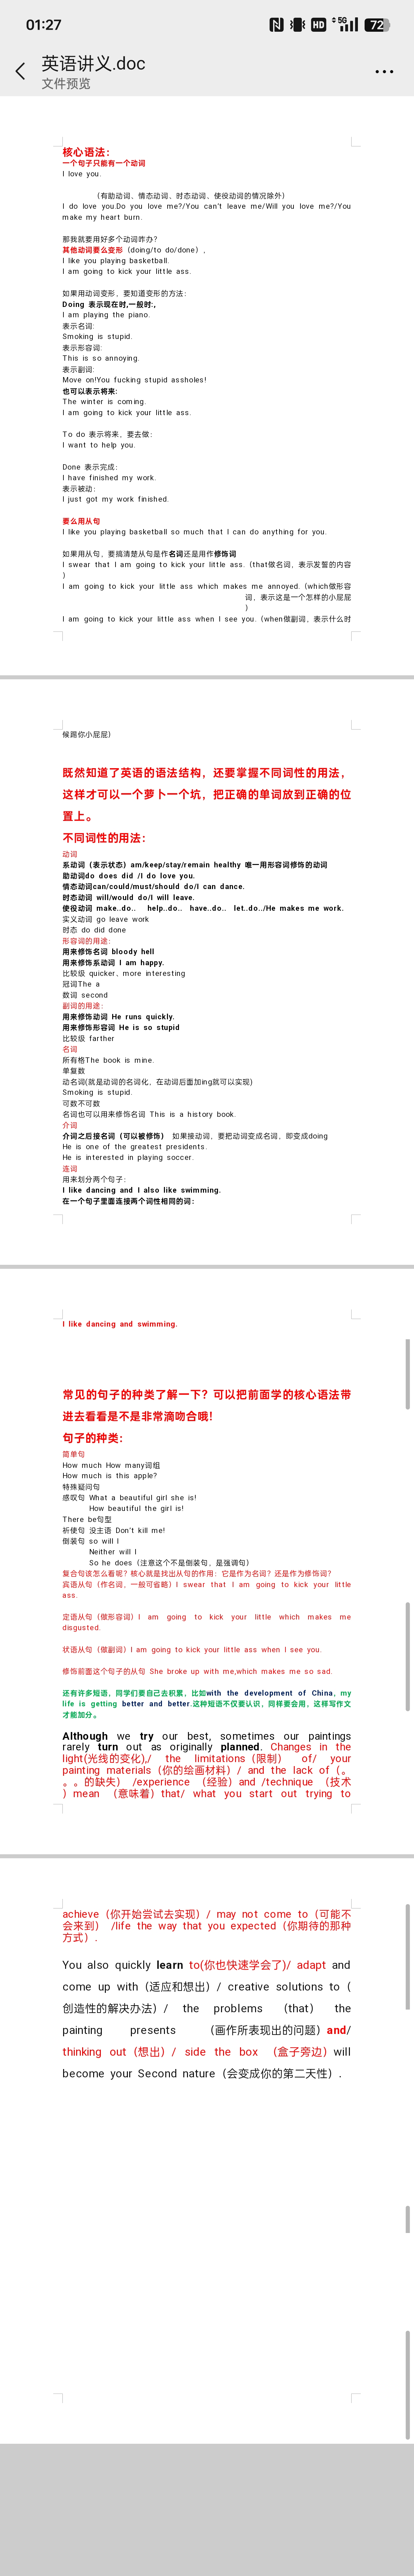 01:27
HD
5G
72
英语讲义.doc
文件预览
核心语法：
一个句子只能有一个动词
I love you.
（有助动词、情态动词、时态动词、使役动词的情况除外）
I do love you.Do you love me?/You can't leave me/Will you love me?/You
make my heart burn.
那我就要用好多个动词咋办？
其他动词要么变形（doing/to do/done），
I like you playing basketball.
I am going to kick your little ass.
如果用动词变形，要知道变形的方法：
Doing 表示现在时,一般时:,
I am playing the piano.
表示名词:
Smoking is stupid.
表示形容词:
This is so annoying.
表示副词:
Move on!You fucking stupid assholes!
也可以表示将来:
The winter is coming.
I am going to kick your little ass.
To do 表示将来，要去做：
I want to help you.
Done 表示完成：
I have finished my work.
表示被动：
I just got my work finished.
要么用从句
I like you playing basketball so much that I can do anything for you.
如果用从句，要搞清楚从句是作名词还是用作修饰词
I swear that I am going to kick your little ass.（that做名词，表示发誓的内容
）
I am going to kick your little ass which makes me annoyed.（which做形容
词，表示这是一个怎样的小屁屁
）
I am going to kick your little ass when I see you.（when做副词，表示什么时
候踢你小屁屁）
既然知道了英语的语法结构，还要掌握不同词性的用法，
这样才可以一个萝卜一个坑，把正确的单词放到正确的位
置上。
不同词性的用法：
动词
系动词（表示状态）am/keep/stay/remain healthy 唯一用形容词修饰的动词
助动词do does did /I do love you.
情态动词can/could/must/should do/I can dance.
时态动词 will/would do/I will leave.
使役动词 make..do.. help..do.. have..do.. let..do../He makes me work.
实义动词 go leave work
时态 do did done
形容词的用途：
用来修饰名词 bloody hell
用来修系动词 I am happy.
比较级 quicker、more interesting
冠词The a
数词 second
副词的用途：
用来修饰动词 He runs quickly.
用来修饰形容词 He is so stupid
比较级 farther
名词
所有格The book is mine.
单复数
动名词(就是动词的名词化，在动词后面加ing就可以实现)
Smoking is stupid.
可数不可数
名词也可以用来修饰名词 This is a history book.
介词
介词之后接名词（可以被修饰） 如果接动词，要把动词变成名词，即变成doing
He is one of the greatest presidents.
He is interested in playing soccer.
连词
用来划分两个句子：
I like dancing and I also like swimming.
在一个句子里面连接两个词性相同的词：
I like dancing and swimming.
常见的句子的种类了解一下？可以把前面学的核心语法带
进去看看是不是非常滴吻合哦！
句子的种类：
简单句
How much How many词组
How much is this apple?
特殊疑问句
感叹句 What a beautiful girl she is!
How beautiful the girl is!
There be句型
祈使句 没主语 Don't kill me!
倒装句 so will I
Neither will I
So he does（注意这个不是倒装句，是强调句）
复合句该怎么看呢？核心就是找出从句的作用：它是作为名词？还是作为修饰词？
宾语从句（作名词，一般可省略）I swear that I am going to kick your little
ass.
定语从句（做形容词）I am going to kick your little which makes me
disgusted.
状语从句（做副词）I am going to kick your little ass when I see you.
修饰前面这个句子的从句 She broke up with me,which makes me so sad.
还有许多短语，同学们要自己去积累，比如with the development of China，my
life is getting better and better.这种短语不仅要认识，同样要会用，这样写作文
才能加分。
Although we try our best, sometimes our paintings
rarely turn out as originally planned. Changes in the
light(光线的变化),/ the limitations（限制） of/ your
painting materials（你的绘画材料）/ and the lack of（。
。。的缺失） /experience （经验）and /technique （技术
）mean （意味着）that/ what you start out trying to
achieve（你开始尝试去实现）/ may not come to（可能不
会来到） /life the way that you expected（你期待的那种
方式）.
You also quickly learn to(你也快速学会了)/ adapt and
come up with（适应和想出）/ creative solutions to（
创造性的解决办法）/ the problems （that） the
painting presents （画作所表现出的问题）and/
thinking out（想出）/ side the box （盒子旁边）will
become your Second nature（会变成你的第二天性）.